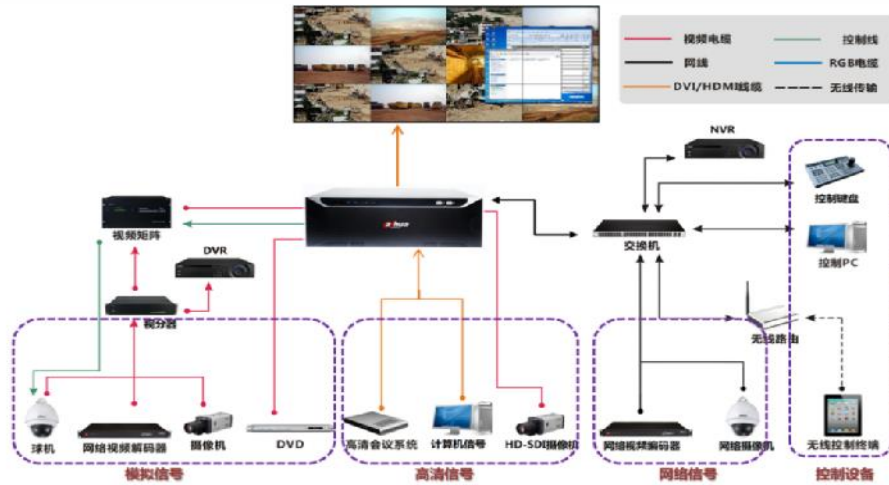 视频电缆
控制线
网线
RGB电缆
DVI/HDMI线缆
无线传输
NVR
控制键盘
alhua
视频矩阵
交换机
DVR
控制PC
视分器
无线路由
球机
网络视频解码器
摄像机
DVD
高清会议系统
计算机信号
HD-SDI摄像机
网络视频编码器
网络摄像机
无线控制终端
模拟信号
高清信号
网络信号
控制设备